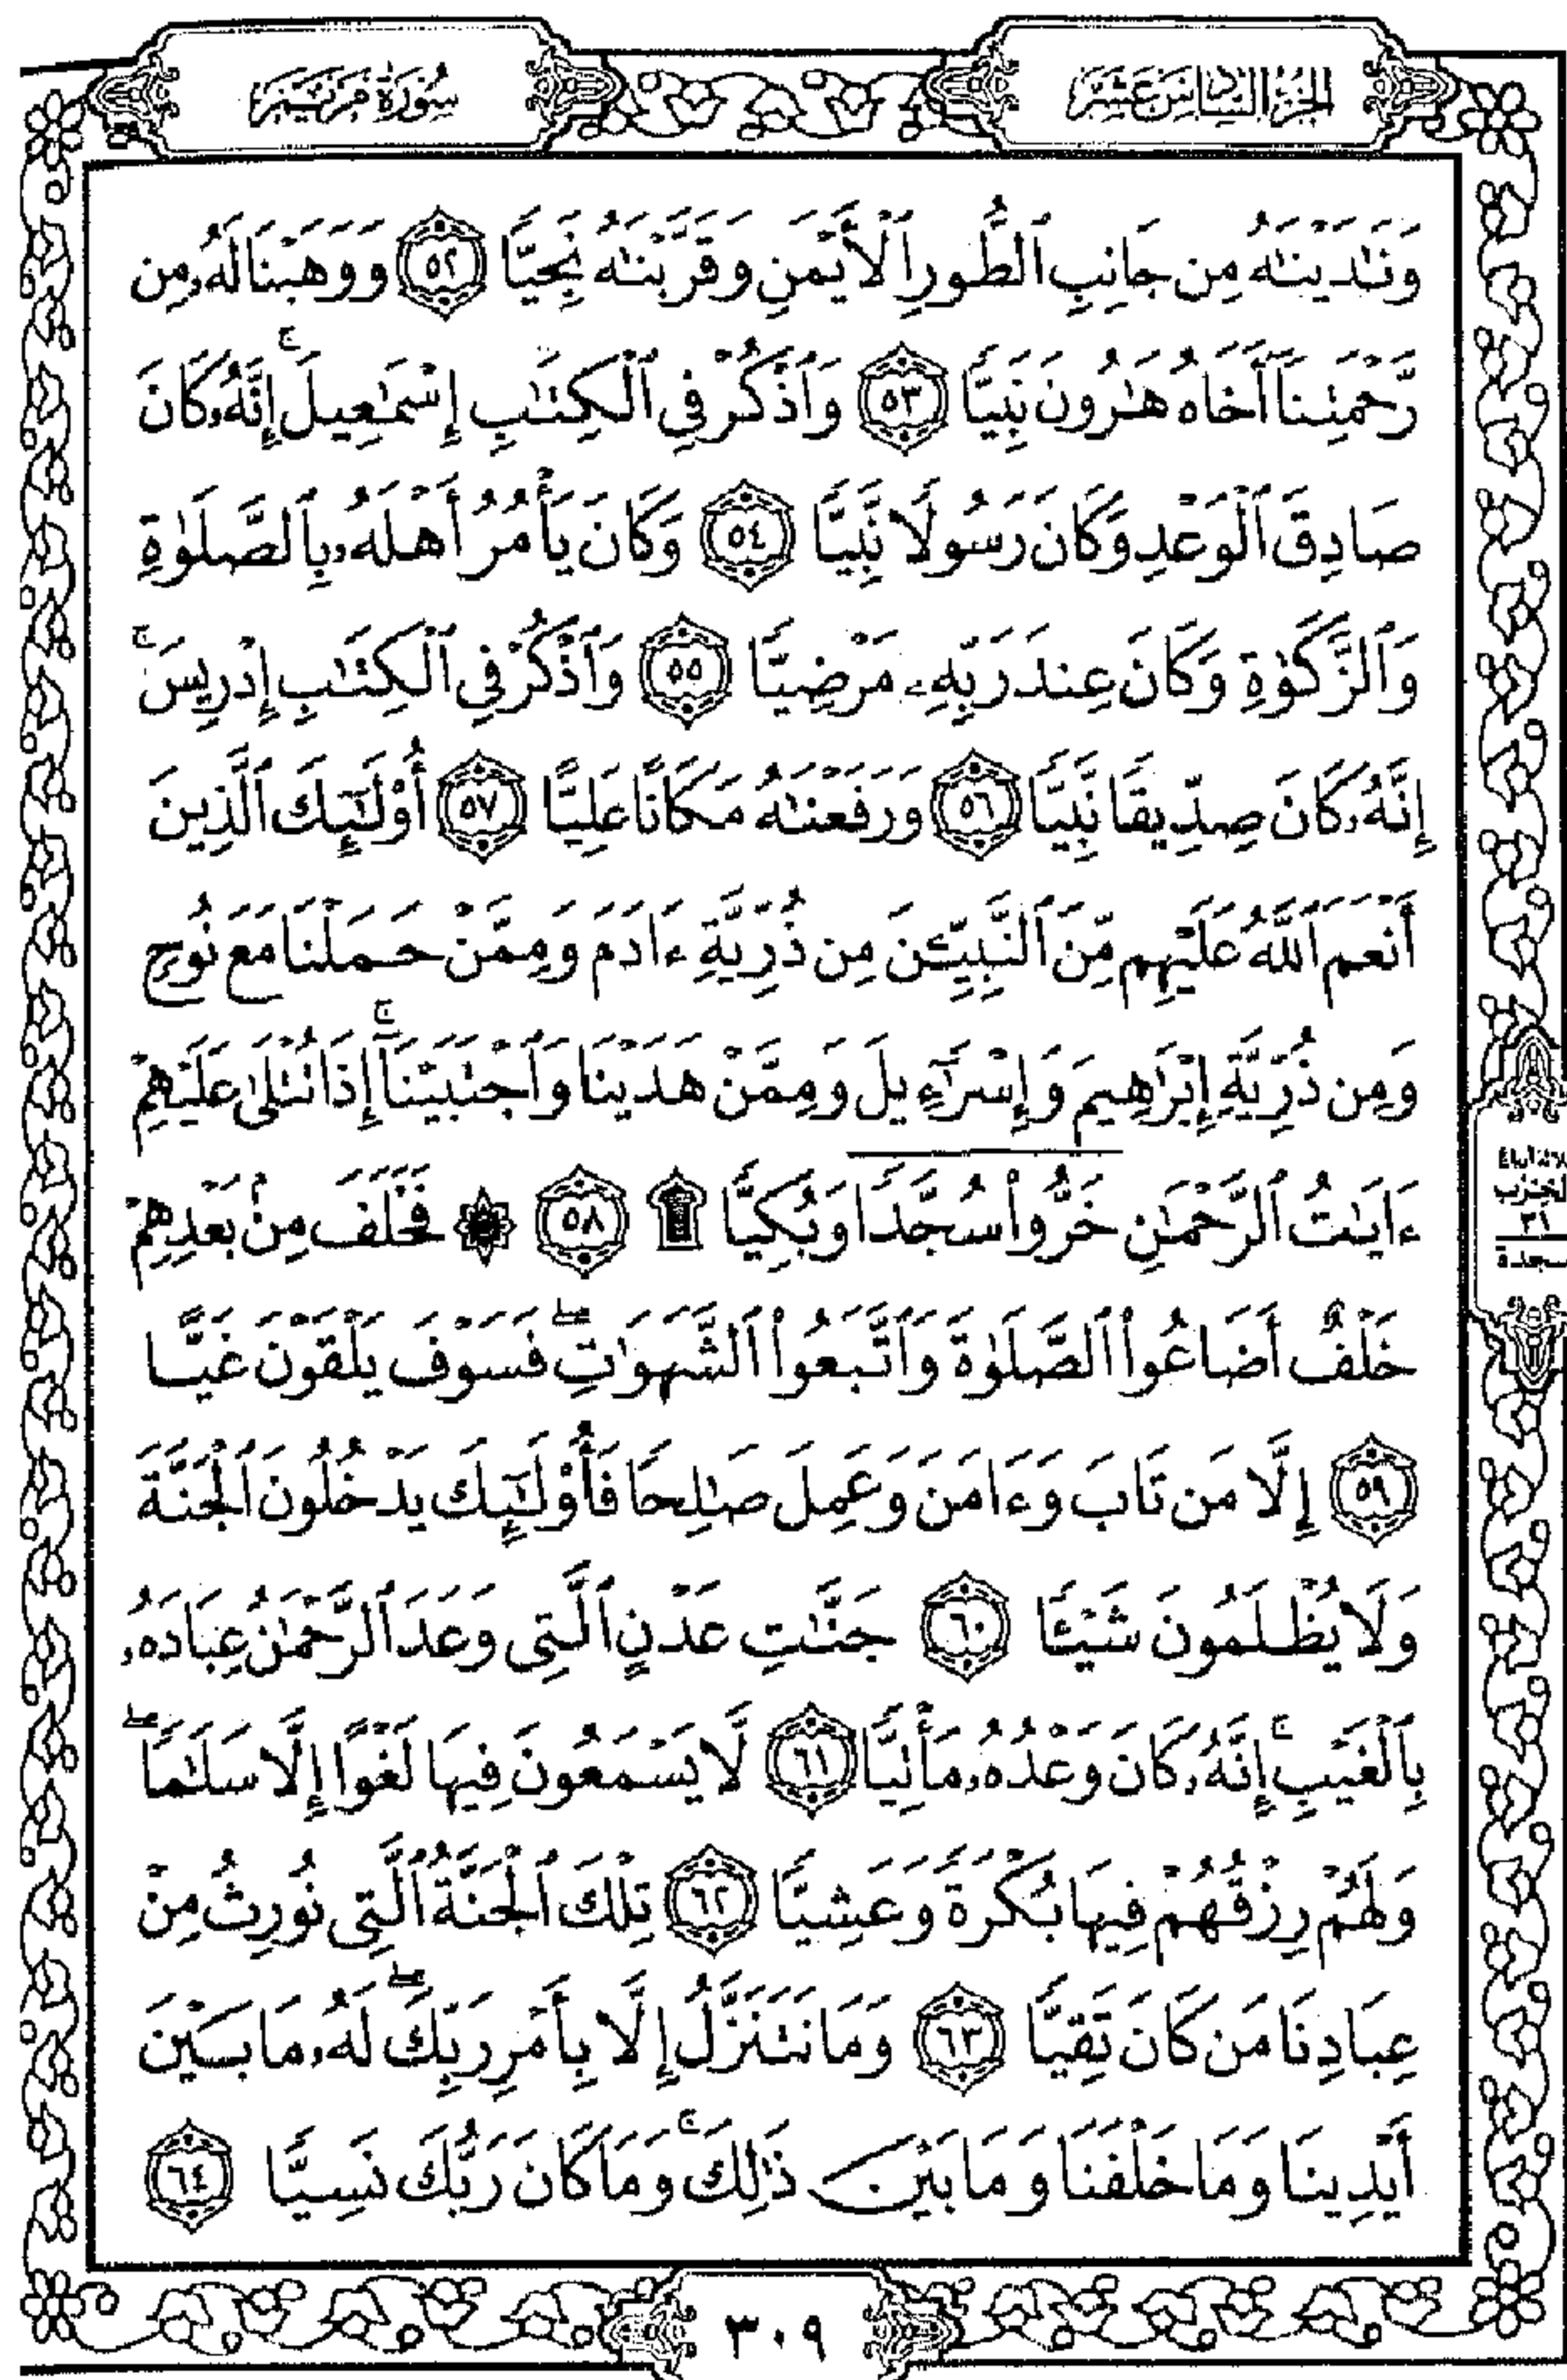 الجزء السادس عشر
سورة مريم
وَنَٰدَيْنَٰهُ مِن جَانِبِ ٱلطُّورِ ٱلْأَيْمَنِ وَقَرَّبْنَٰهُ نَجِيًّا ۝٥٢ وَوَهَبْنَا لَهُۥ مِن
رَّحْمَتِنَآ أَخَاهُ هَٰرُونَ نَبِيًّا ۝٥٣ وَٱذْكُرْ فِى ٱلْكِتَٰبِ إِسْمَٰعِيلَ ۚ إِنَّهُۥ كَانَ
صَادِقَ ٱلْوَعْدِ وَكَانَ رَسُولًا نَّبِيًّا ۝٥٤ وَكَانَ يَأْمُرُ أَهْلَهُۥ بِٱلصَّلَوٰةِ
وَٱلزَّكَوٰةِ وَكَانَ عِندَ رَبِّهِۦ مَرْضِيًّا ۝٥٥ وَٱذْكُرْ فِى ٱلْكِتَٰبِ إِدْرِيسَ ۚ
إِنَّهُۥ كَانَ صِدِّيقًا نَّبِيًّا ۝٥٦ وَرَفَعْنَٰهُ مَكَانًا عَلِيًّا ۝٥٧ أُو۟لَٰٓئِكَ ٱلَّذِينَ
أَنْعَمَ ٱللَّهُ عَلَيْهِم مِّنَ ٱلنَّبِيِّۦنَ مِن ذُرِّيَّةِ ءَادَمَ وَمِمَّنْ حَمَلْنَا مَعَ نُوحٍ
وَمِن ذُرِّيَّةِ إِبْرَٰهِيمَ وَإِسْرَٰٓءِيلَ وَمِمَّنْ هَدَيْنَا وَٱجْتَبَيْنَآ ۚ إِذَا تُتْلَىٰ عَلَيْهِمْ
ءَايَٰتُ ٱلرَّحْمَٰنِ خَرُّوا۟ سُجَّدًا وَبُكِيًّا ۩ ۝٥٨ ۞ فَخَلَفَ مِنۢ بَعْدِهِمْ
خَلْفٌ أَضَاعُوا۟ ٱلصَّلَوٰةَ وَٱتَّبَعُوا۟ ٱلشَّهَوَٰتِ ۖ فَسَوْفَ يَلْقَوْنَ غَيًّا
۝٥٩ إِلَّا مَن تَابَ وَءَامَنَ وَعَمِلَ صَٰلِحًا فَأُو۟لَٰٓئِكَ يَدْخُلُونَ ٱلْجَنَّةَ
وَلَا يُظْلَمُونَ شَيْـًٔا ۝٦٠ جَنَّٰتِ عَدْنٍ ٱلَّتِى وَعَدَ ٱلرَّحْمَٰنُ عِبَادَهُۥ
بِٱلْغَيْبِ ۚ إِنَّهُۥ كَانَ وَعْدُهُۥ مَأْتِيًّا ۝٦١ لَّا يَسْمَعُونَ فِيهَا لَغْوًا إِلَّا سَلَٰمًا ۖ
وَلَهُمْ رِزْقُهُمْ فِيهَا بُكْرَةً وَعَشِيًّا ۝٦٢ تِلْكَ ٱلْجَنَّةُ ٱلَّتِى نُورِثُ مِنْ
عِبَادِنَا مَن كَانَ تَقِيًّا ۝٦٣ وَمَا نَتَنَزَّلُ إِلَّا بِأَمْرِ رَبِّكَ ۖ لَهُۥ مَا بَيْنَ
أَيْدِينَا وَمَا خَلْفَنَا وَمَا بَيْنَ ذَٰلِكَ ۚ وَمَا كَانَ رَبُّكَ نَسِيًّا ۝٦٤
الحزب
٣١
سجدة
٣٠٩